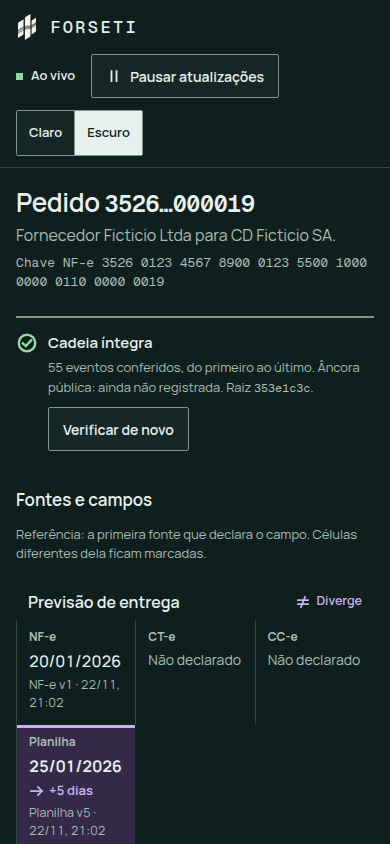 FORSETI
Ao vivo
Pausar atualizações
Claro
Escuro
Pedido 3526…000019
Fornecedor Ficticio Ltda para CD Ficticio SA.
Chave NF-e 3526 0123 4567 8900 0123 5500 1000
0000 0110 0000 0019
Cadeia íntegra
55 eventos conferidos, do primeiro ao último. Âncora
pública: ainda não registrada. Raiz 353e1c3c.
Verificar de novo
Fontes e campos
Referência: a primeira fonte que declara o campo. Células
diferentes dela ficam marcadas.
Previsão de entrega
≠ Diverge
NF-e
20/01/2026
NF-e v1 · 22/11,
21:02
CT-e
Não declarado
CC-e
Não declarado
Planilha
25/01/2026
→ +5 dias
Planilha v5 ·
22/11, 21:02